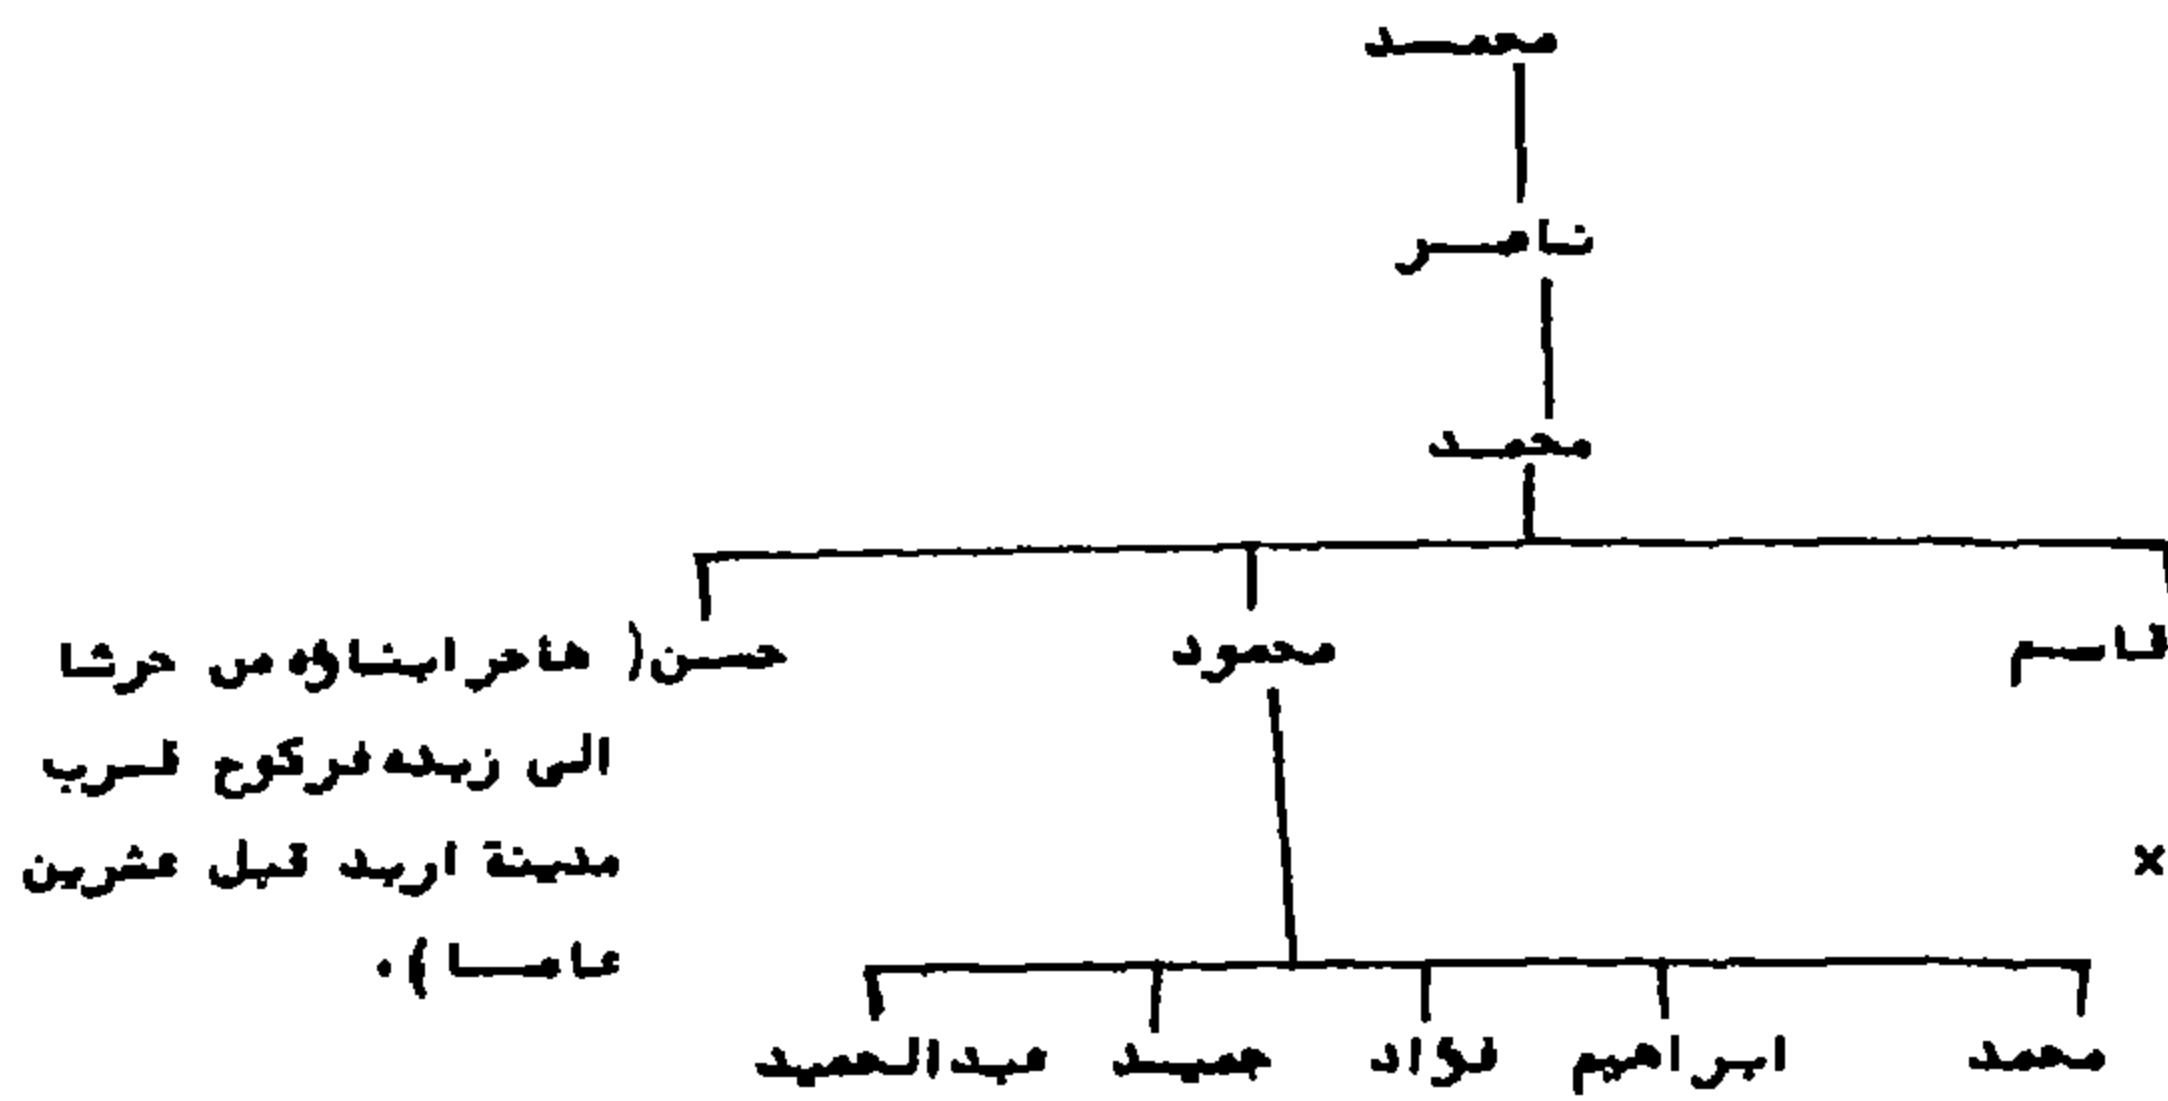 محمد
ناصر
محمد
قاسم محمود حسن ( هاجر ابناؤه من حرثا
الى زبده فركوح قرب
مدينة اربد قبل عشرين
×
عاما ) .
محمد ابراهيم فؤاد حميد عبدالحميد